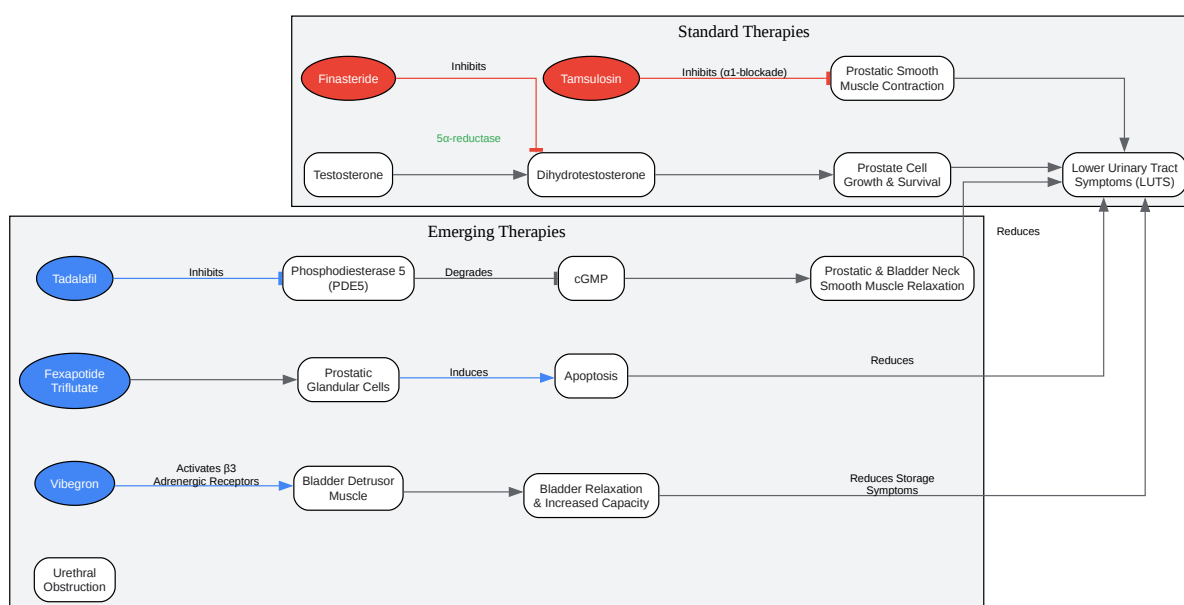 Standard Therapies
Finasteride
Inhibits
Tamsulosin
Inhibits (α1-blockade)
Prostatic Smooth
Muscle Contraction
5α-reductase
Testosterone
Dihydrotestosterone
Prostate Cell
Growth & Survival
Lower Urinary Tract
Symptoms (LUTS)
Emerging Therapies
Reduces
Tadalafil
Inhibits
Phosphodiesterase 5
(PDE5)
Degrades
cGMP
Prostatic & Bladder Neck
Smooth Muscle Relaxation
Fexapotide
Triflutate
Prostatic
Glandular Cells
Induces
Apoptosis
Reduces
Vibegron
Activates β3
Adrenergic Receptors
Bladder Detrusor
Muscle
Bladder Relaxation
& Increased Capacity
Reduces Storage
Symptoms
Urethral
Obstruction